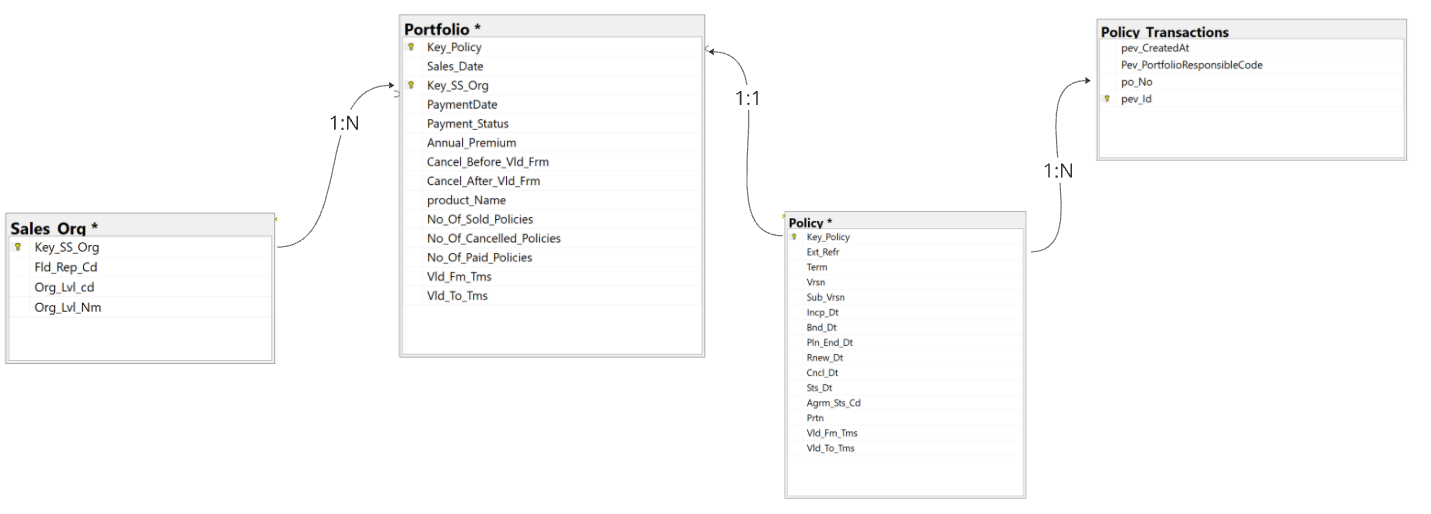 Sales_Org *
Key_SS_Org
Fld_Rep_Cd
Org_Lvl_cd
Org_Lvl_Nm
1:N
Portfolio *
Key_Policy
Sales_Date
Key_SS_Org
PaymentDate
Payment_Status
Annual_Premium
Cancel_Before_Vld_Frm
Cancel_After_Vld_Frm
product_Name
No_Of_Sold_Policies
No_Of_Cancelled_Policies
No_Of_Paid_Policies
Vld_Fm_Tms
Vld_To_Tms
1:1
Policy *
Key_Policy
Ext_Refr
Term
Vrsn
Sub_Vrsn
Incp_Dt
Bnd_Dt
Pln_End_Dt
Rnew_Dt
Cncl_Dt
Sts_Dt
Agrm_Sts_Cd
Prtn
Vld_Fm_Tms
Vld_To_Tms
1:N
Policy_Transactions
pev_CreatedAt
Pev_PortfolioResponsibleCode
po_No
pev_Id